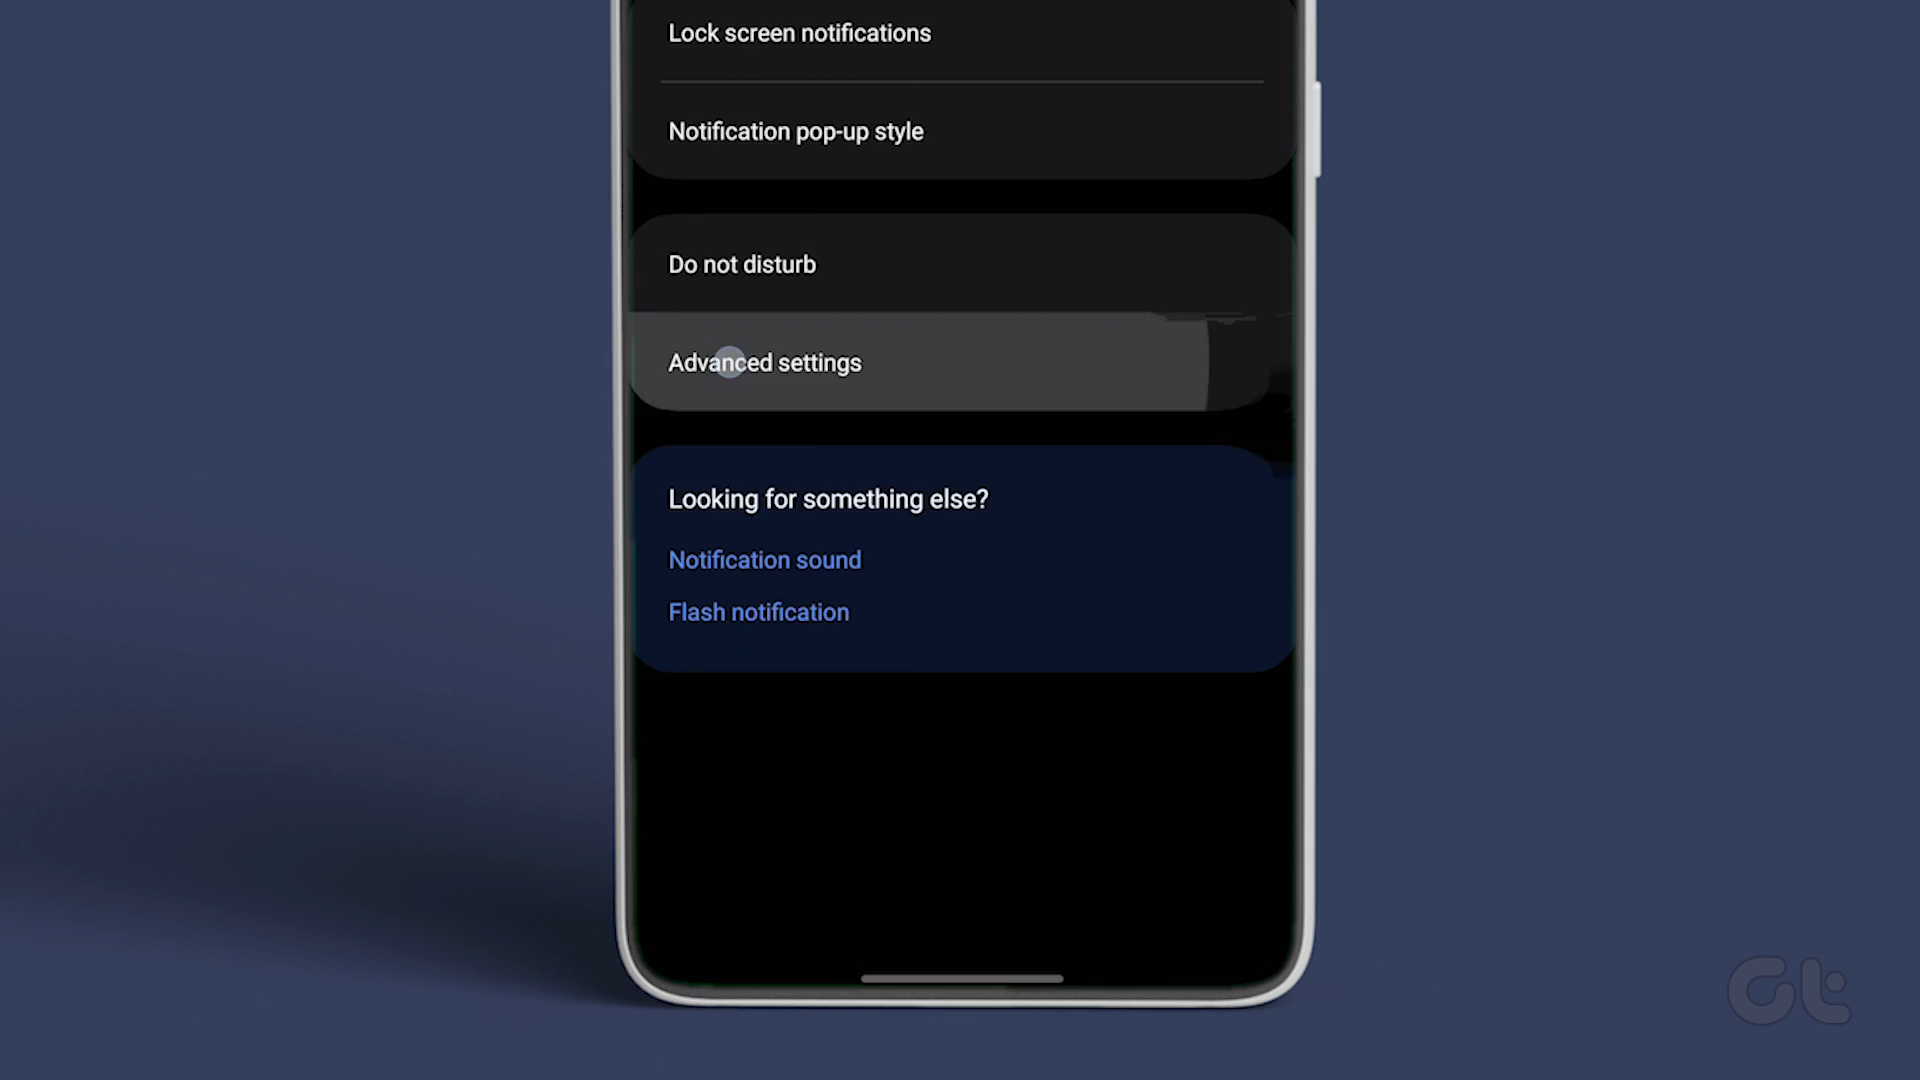 Lock screen notifications
Notification pop-up style
Do not disturb
Advanced settings
Looking for something else?
Notification sound
Flash notification
Gt